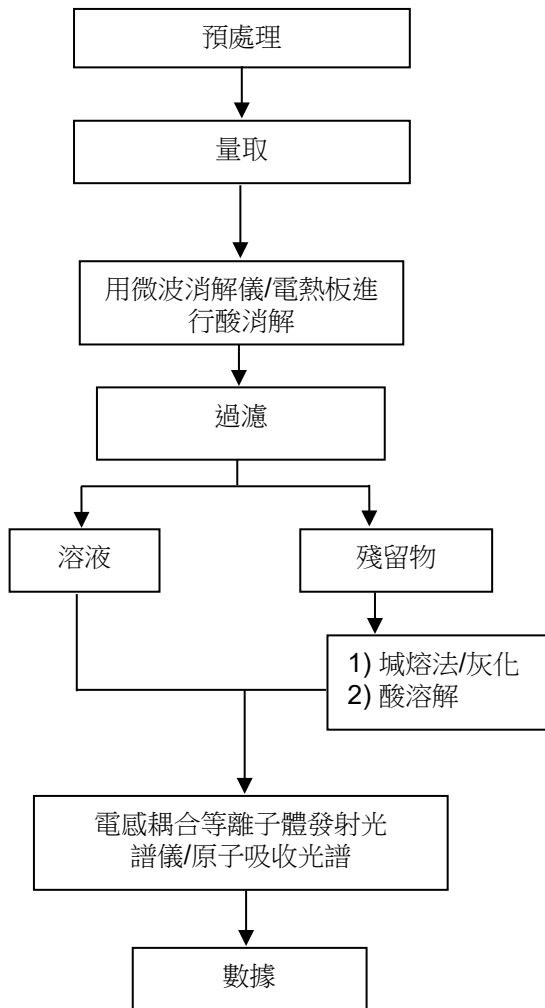 預處理
量取
用微波消解儀/電熱板進
行酸消解
過濾
溶液
殘留物
1) 堿熔法/灰化
2) 酸溶解
電感耦合等離子體發射光
譜儀/原子吸收光譜
數據